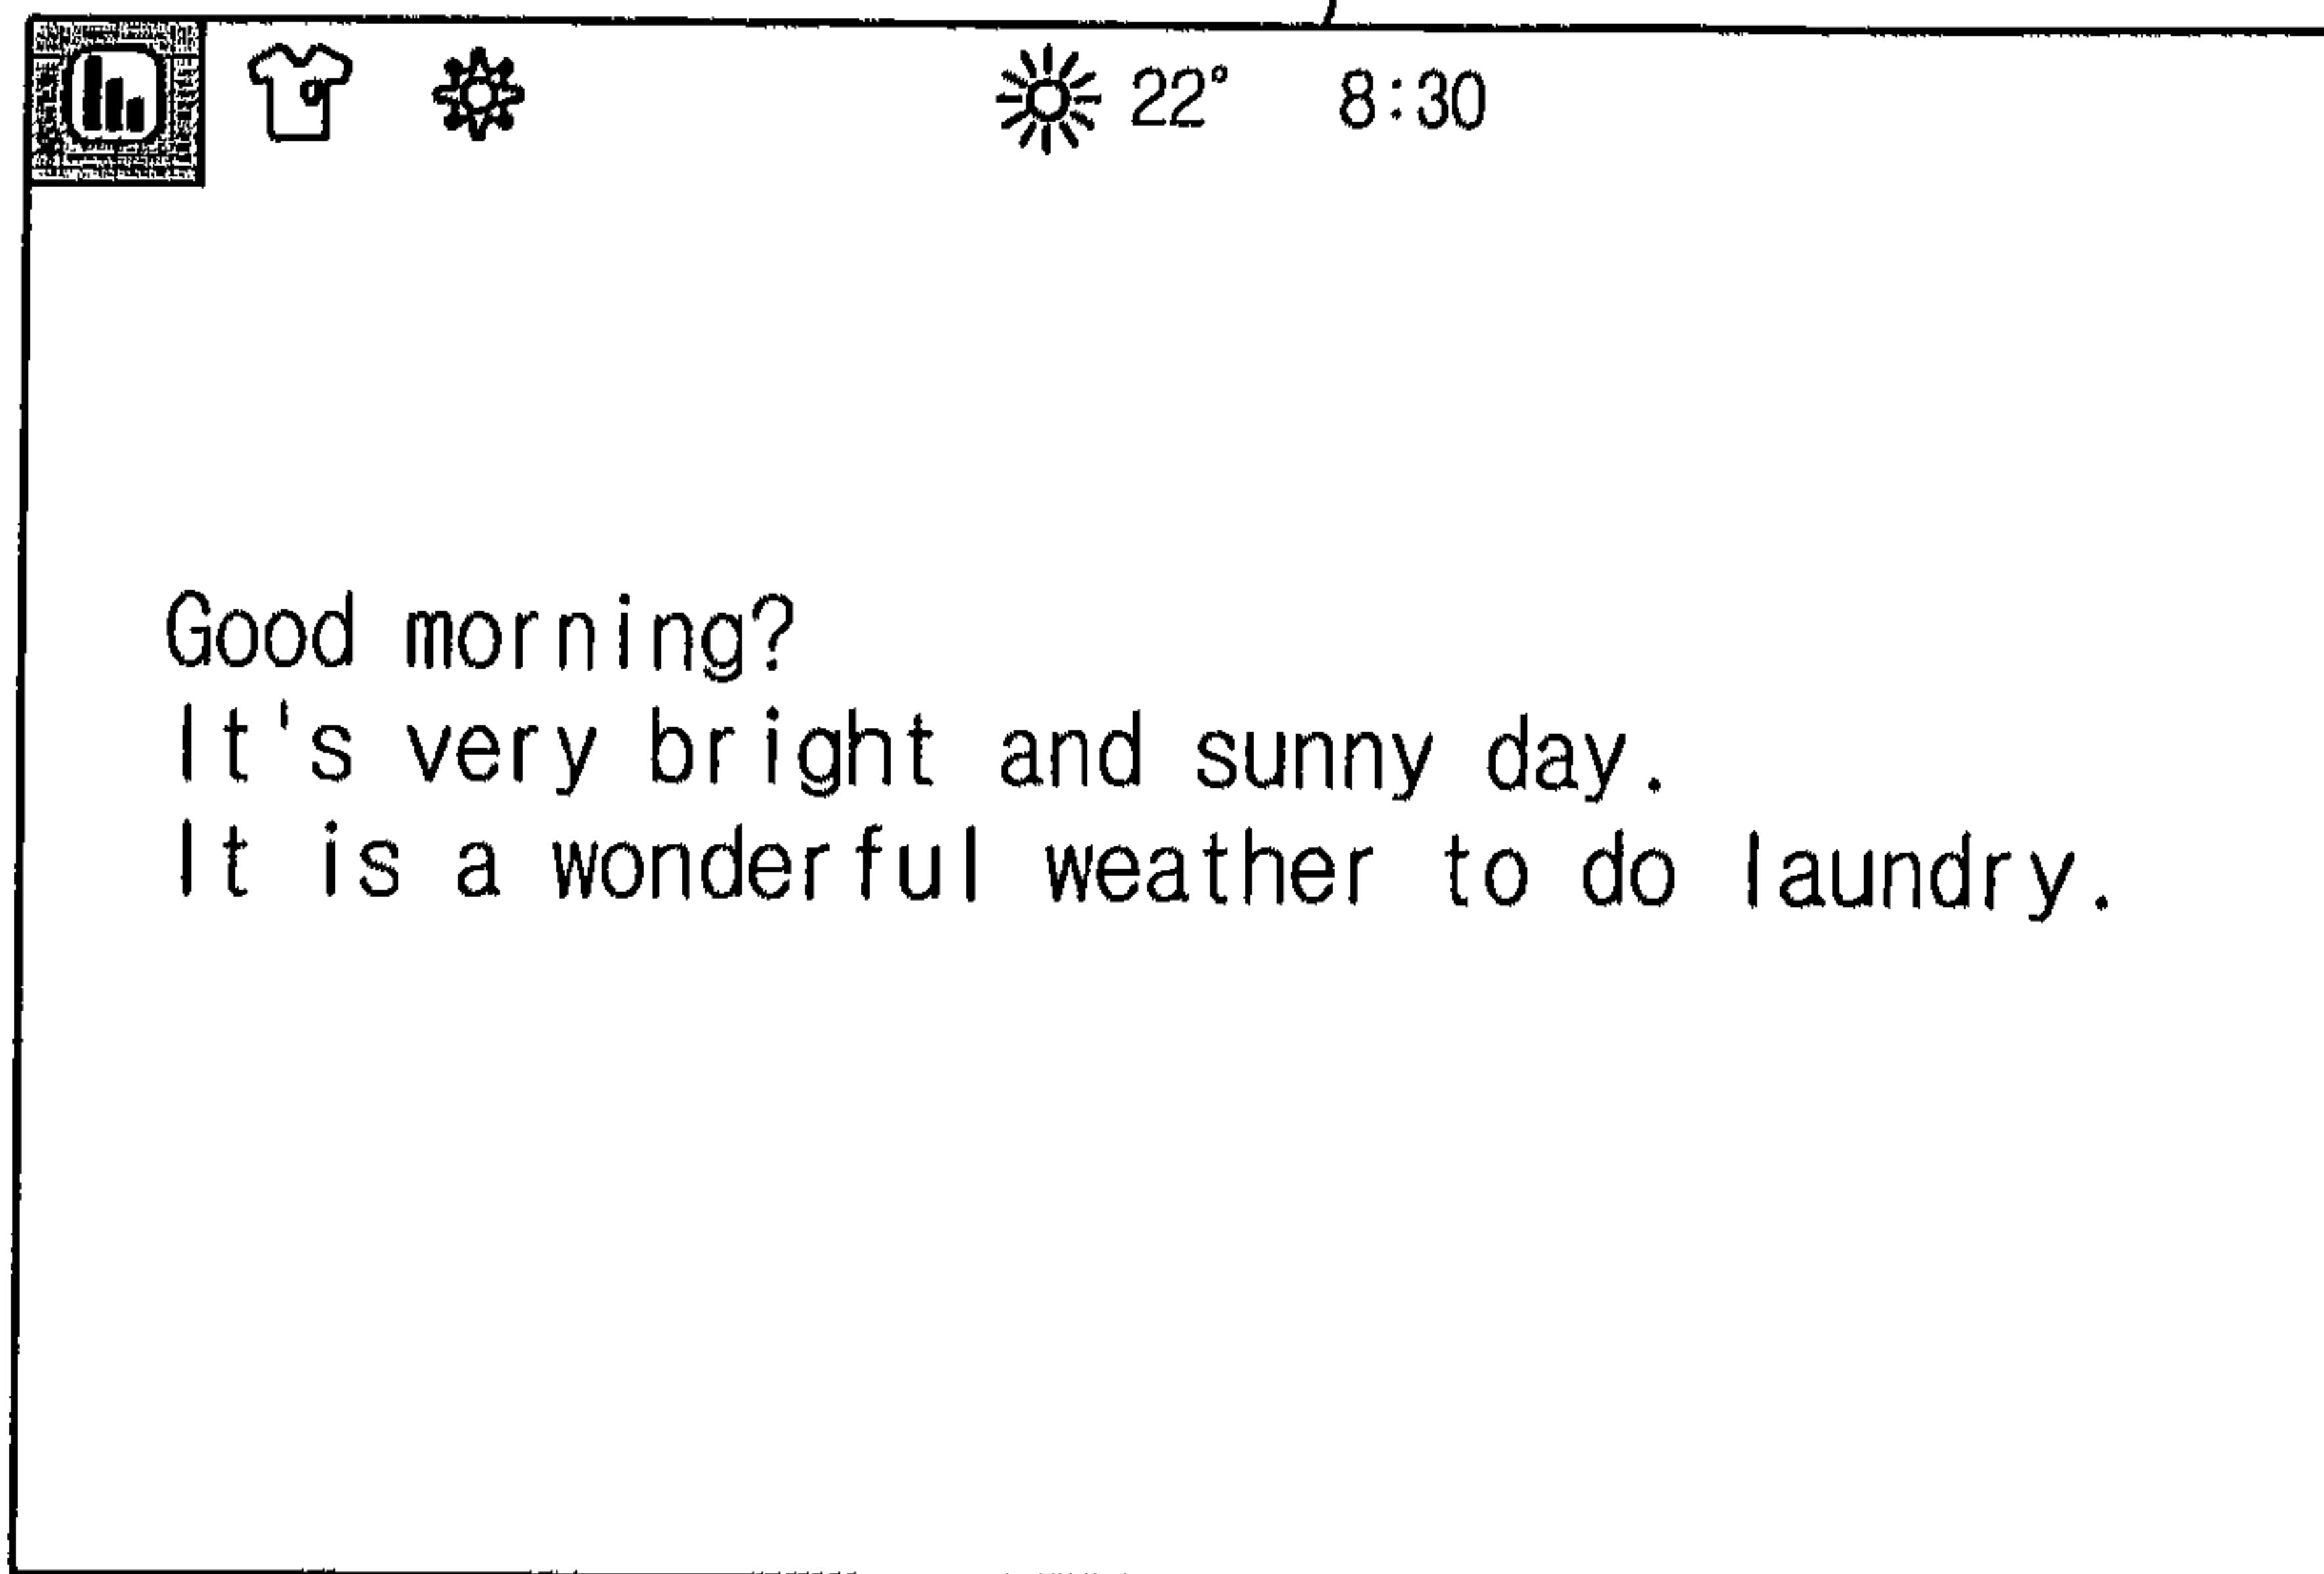 22° 8:30
Good morning?
It's very bright and sunny day.
It is a wonderful weather to do laundry.